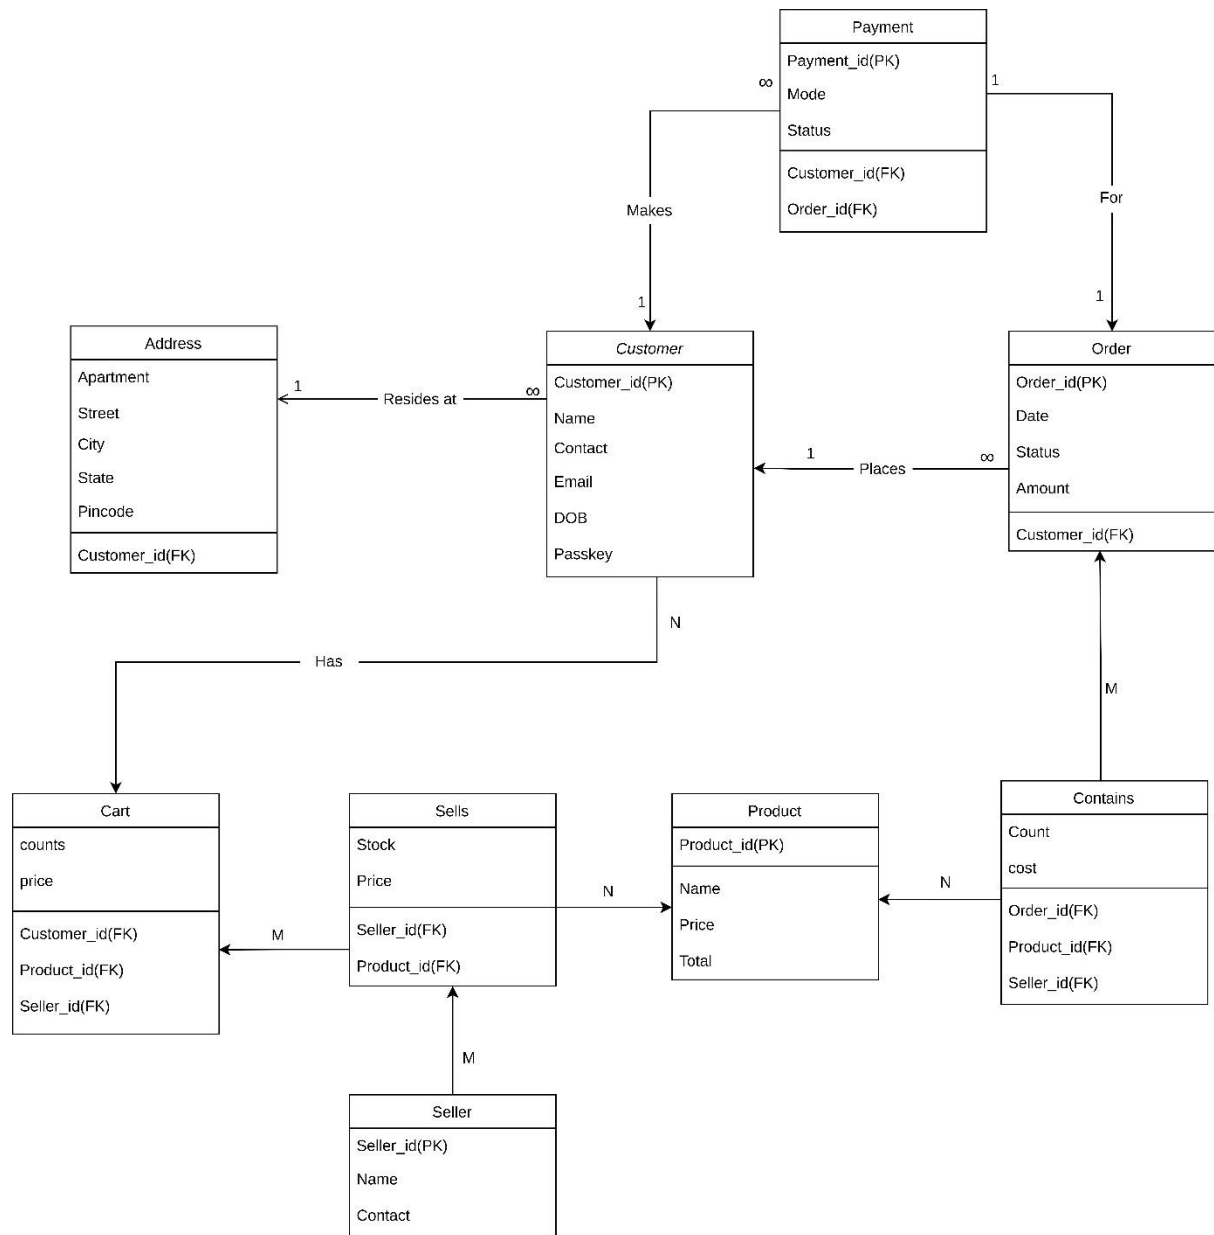 Payment
Payment_id(PK)
Mode
Status
Customer_id(FK)
Order_id(FK)
∞
1
Makes
For
1
1
Address
Apartment
Street
City
State
Pincode
Customer_id(FK)
1
Resides at
∞
Customer
Customer_id(PK)
Name
Contact
Email
DOB
Passkey
1
Places
∞
Order
Order_id(PK)
Date
Status
Amount
Customer_id(FK)
N
Has
M
Cart
counts
price
Customer_id(FK)
Product_id(FK)
Seller_id(FK)
M
Sells
Stock
Price
Seller_id(FK)
Product_id(FK)
N
Product
Product_id(PK)
Name
Price
Total
N
Contains
Count
cost
Order_id(FK)
Product_id(FK)
Seller_id(FK)
M
Seller
Seller_id(PK)
Name
Contact